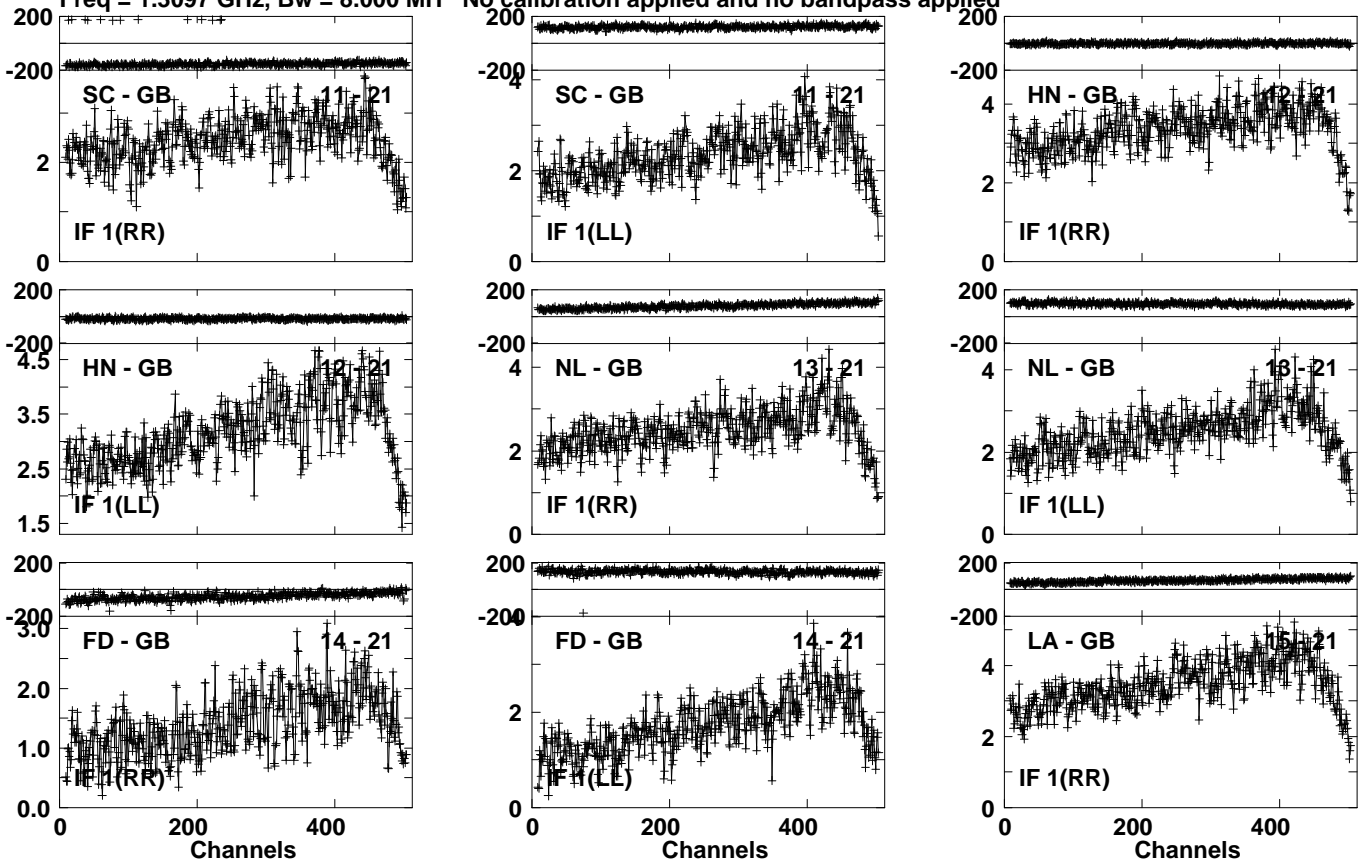 Freq = 1.3097 GHz, Bw = 8.000 MH No calibration applied and no bandpass applied
200
-200
SC - GB 11 - 21
2
0
IF 1(RR)
200
-200
4
SC - GB 11 - 21
2
0
IF 1(LL)
200
-200
HN - GB 12 - 21
4
2
0
IF 1(RR)
200
-200
4.5
HN - GB 12 - 21
3.5
2.5
1.5
IF 1(LL)
200
-200
4
NL - GB 13 - 21
2
0
IF 1(RR)
200
-200
4
NL - GB 13 - 21
2
0
IF 1(LL)
200
-200
3.0
FD - GB 14 - 21
2.0
1.0
0.0
IF 1(RR)
0 200 400
Channels
200
-200
4
FD - GB 14 - 21
2
0
IF 1(LL)
200
-200
LA - GB 15 - 21
4
2
0
IF 1(RR)
0 200 400
Channels